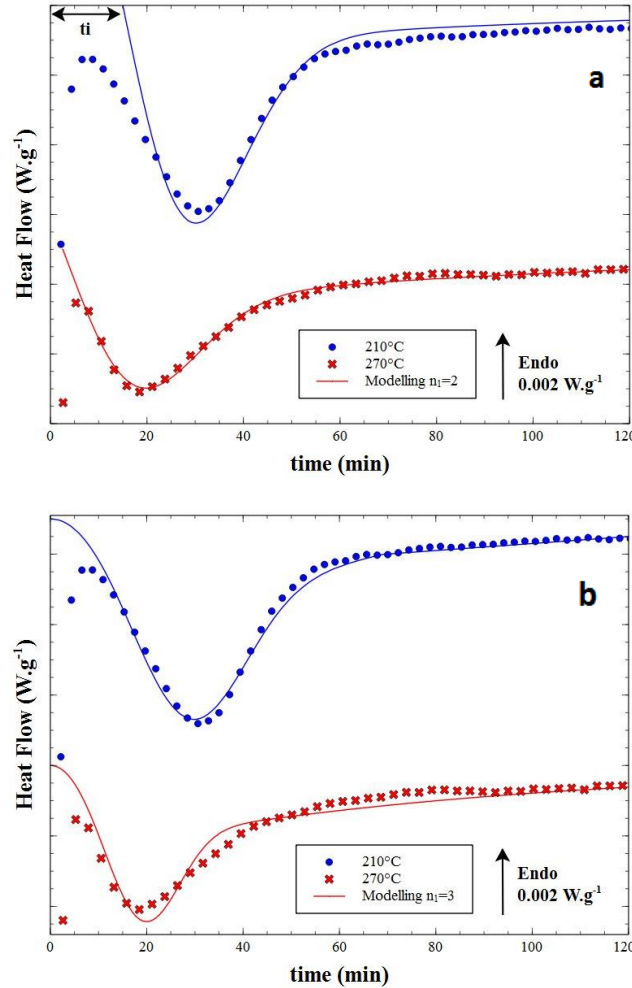 ti
a
Heat Flow (W.g-1)
210°C
270°C
Modelling n1=2
Endo
0.002 W.g-1
0 20 40 60 80 100 120
time (min)
b
Heat Flow (W.g-1)
210°C
270°C
Modelling n1=3
Endo
0.002 W.g-1
0 20 40 60 80 100 120
time (min)